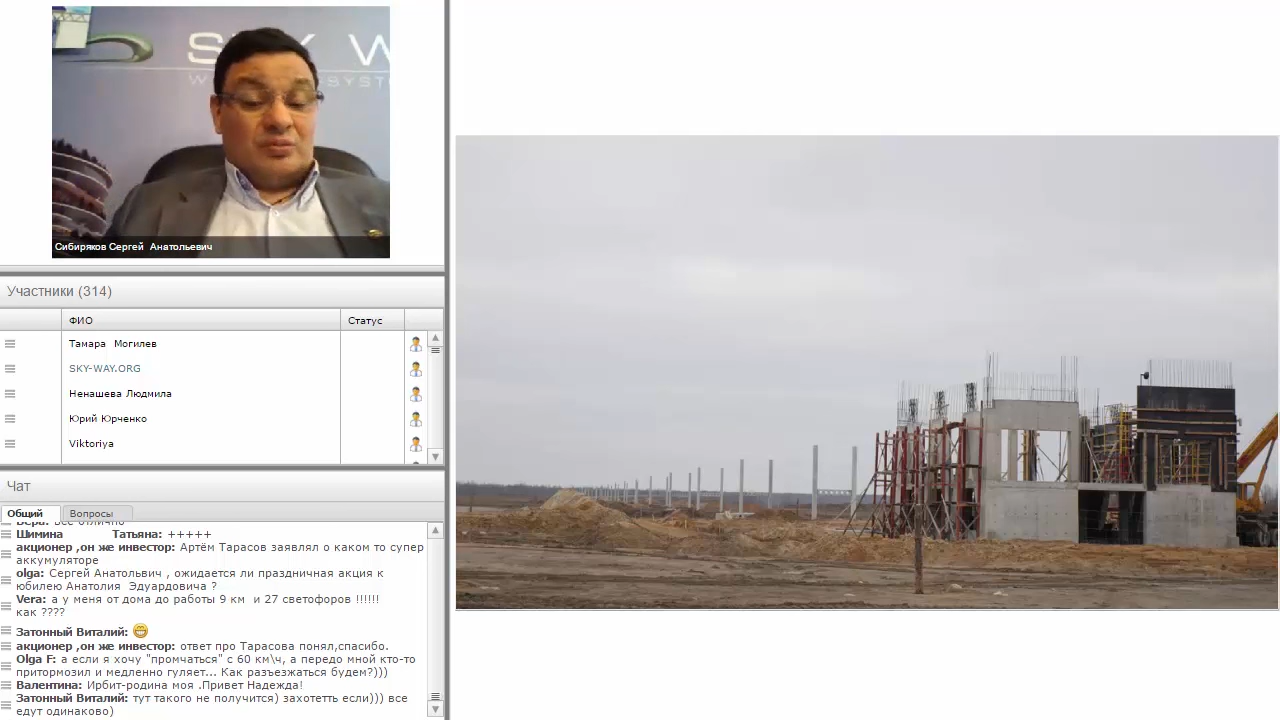 SKY W
Сибиряков Сергей Анатольевич
Участники (314)
ФИО Статус
Тамара Могилев
SKY-WAY.ORG
Ненашева Людмила
Юрий Юрченко
Viktoriya
Чат
Общий Вопросы
Вера: все отлично
Шимина Татьяна: +++++
акционер ,он же инвестор: Артём Тарасов заявлял о каком то супер
аккумуляторе
olga: Сергей Анатольвич , ожидается ли праздничная акция к
юбилею Анатолия Эдуардовича ?
Vera: а у меня от дома до работы 9 км и 27 светофоров !!!!!!
как ????
Затонный Виталий:
акционер ,он же инвестор: ответ про Тарасова понял,спасибо.
Olga F: а если я хочу "промчаться" с 60 км\ч, а передо мной кто-то
притормозил и медленно гуляет... Как разъезжаться будем?)))
Валентина: Ирбит-родина моя .Привет Надежда!
Затонный Виталий: тут такого не получится) захотетть если))) все
едут одинаково)